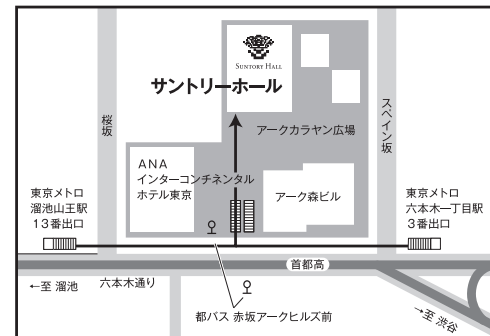 SUNTORY HALL
サントリーホール
桜坂
スペイン坂
アークカラヤン広場
ANA
インターコンチネンタル
ホテル東京
アーク森ビル
東京メトロ
溜池山王駅
13番出口
東京メトロ
六本木一丁目駅
3番出口
首都高
←至 溜池
六本木通り
→至 渋谷
都バス 赤坂アークヒルズ前